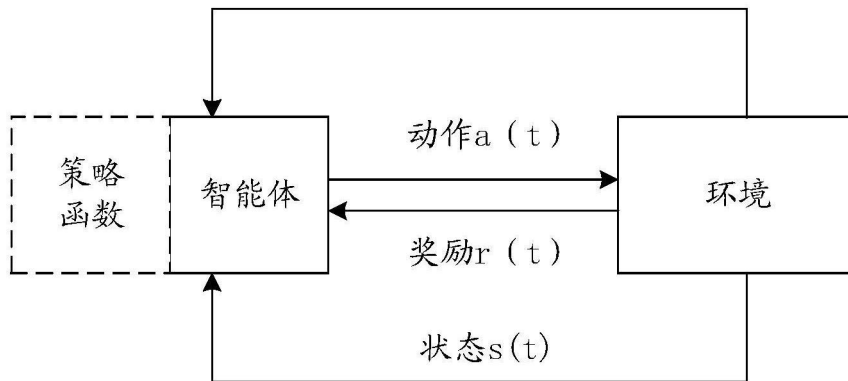 动作a（t）
策略
函数
智能体
环境
奖励r（t）
状态s(t)